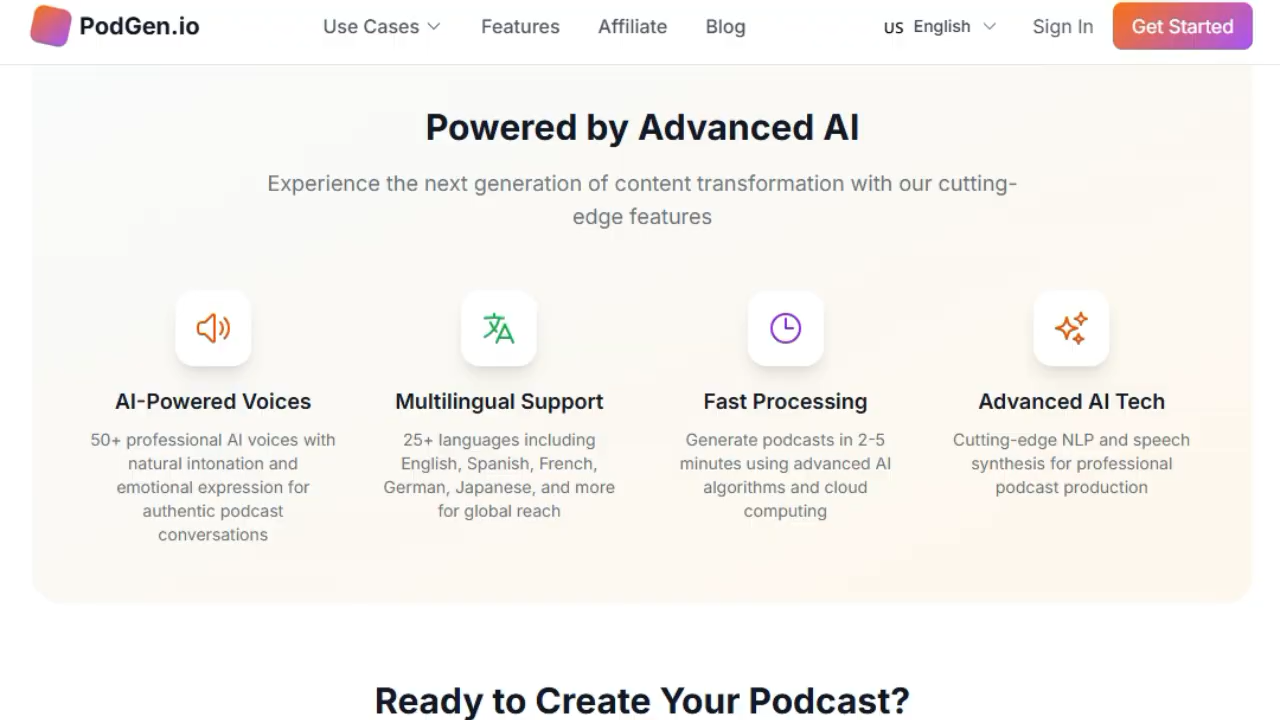 PodGen.io
Use Cases
Features
Affiliate
Blog
US English
Sign In
Get Started
Powered by Advanced AI
Experience the next generation of content transformation with our cutting-
edge features
AI-Powered Voices
50+ professional AI voices with
natural intonation and
emotional expression for
authentic podcast
conversations
Multilingual Support
25+ languages including
English, Spanish, French,
German, Japanese, and more
for global reach
Fast Processing
Generate podcasts in 2-5
minutes using advanced AI
algorithms and cloud
computing
Advanced AI Tech
Cutting-edge NLP and speech
synthesis for professional
podcast production
Ready to Create Your Podcast?